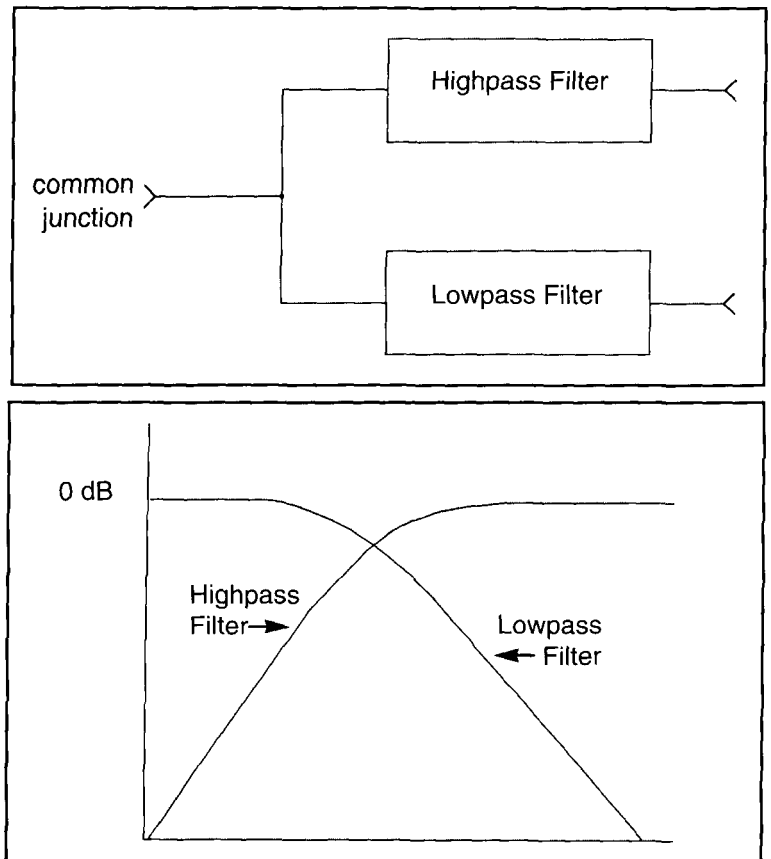 Highpass Filter
common
junction
Lowpass Filter
0 dB
Highpass
Filter
Lowpass
Filter